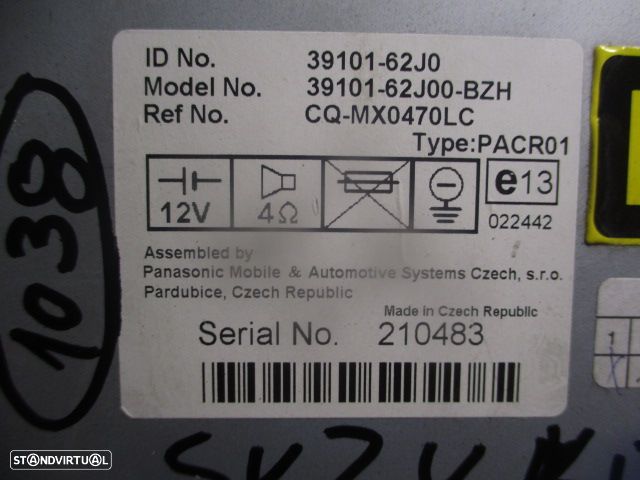 ID No. 39101-62J0
Model No. 39101-62J00-BZH
Ref No. CQ-MX0470LC
Type:PACR01
12V
4Ω
e13
022442
Assembled by
Panasonic Mobile & Automotive Systems Czech, s.r.o.
Pardubice, Czech Republic
Made in Czech Republic
Serial No. 210483
1038
STANDVIRTUAL